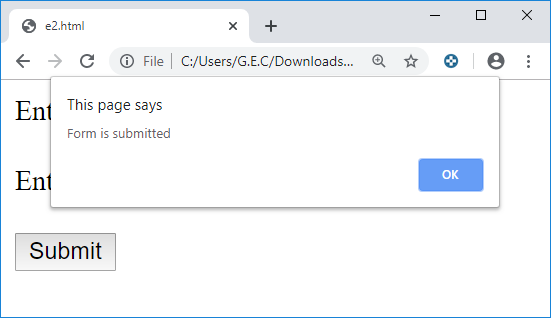 e2.html
File | C:/Users/G.E.C/Downloads...
This page says
Form is submitted
OK
Ent
Ent
Submit